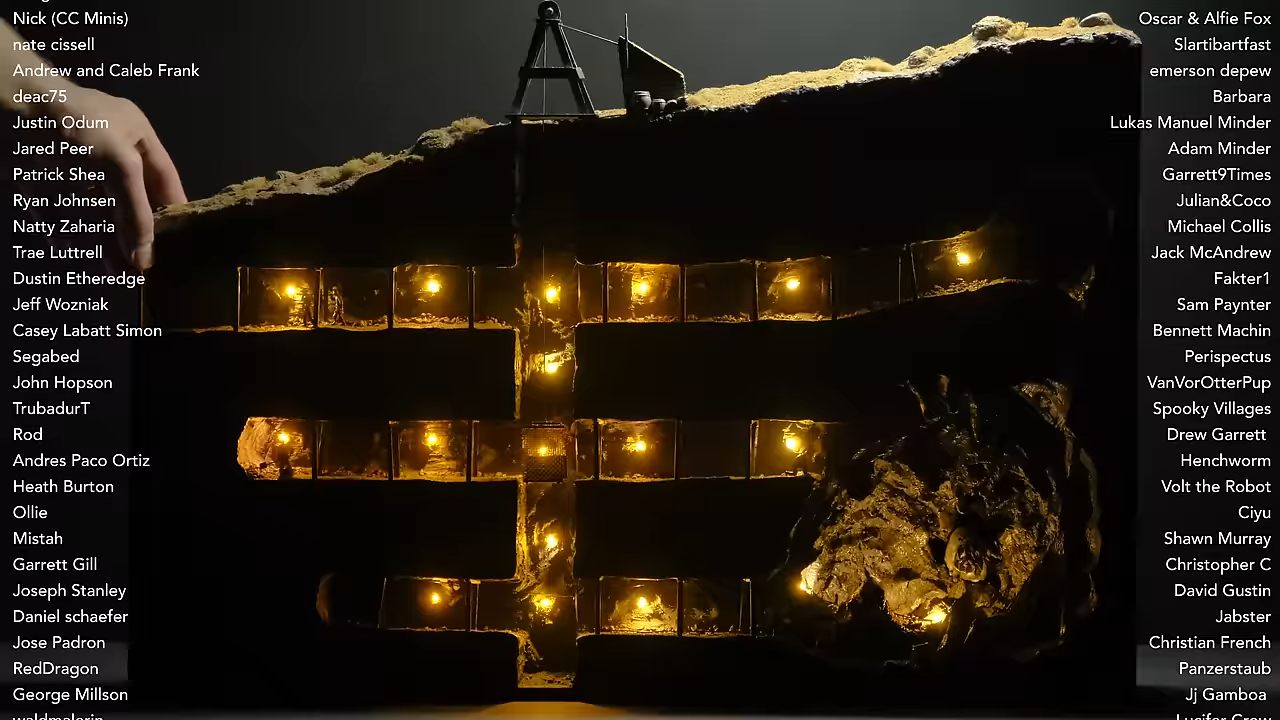 Nick (CC Minis)
nate cissell
Andrew and Caleb Frank
deac75
Justin Odum
Jared Peer
Patrick Shea
Ryan Johnsen
Natty Zaharia
Trae Luttrell
Dustin Etheredge
Jeff Wozniak
Casey Labatt Simon
Segabed
John Hopson
TrubadurT
Rod
Andres Paco Ortiz
Heath Burton
Ollie
Mistah
Garrett Gill
Joseph Stanley
Daniel schaefer
Jose Padron
RedDragon
George Millson
waldmalerin
Oscar & Alfie Fox
Slartibartfast
emerson depew
Barbara
Lukas Manuel Minder
Adam Minder
Garrett9Times
Julian&Coco
Michael Collis
Jack McAndrew
Fakter1
Sam Paynter
Bennett Machin
Perispectus
VanVorOtterPup
Spooky Villages
Drew Garrett
Henchworm
Volt the Robot
Ciyu
Shawn Murray
Christopher C
David Gustin
Jabster
Christian French
Panzerstaub
Jj Gamboa
Lucifer Crow